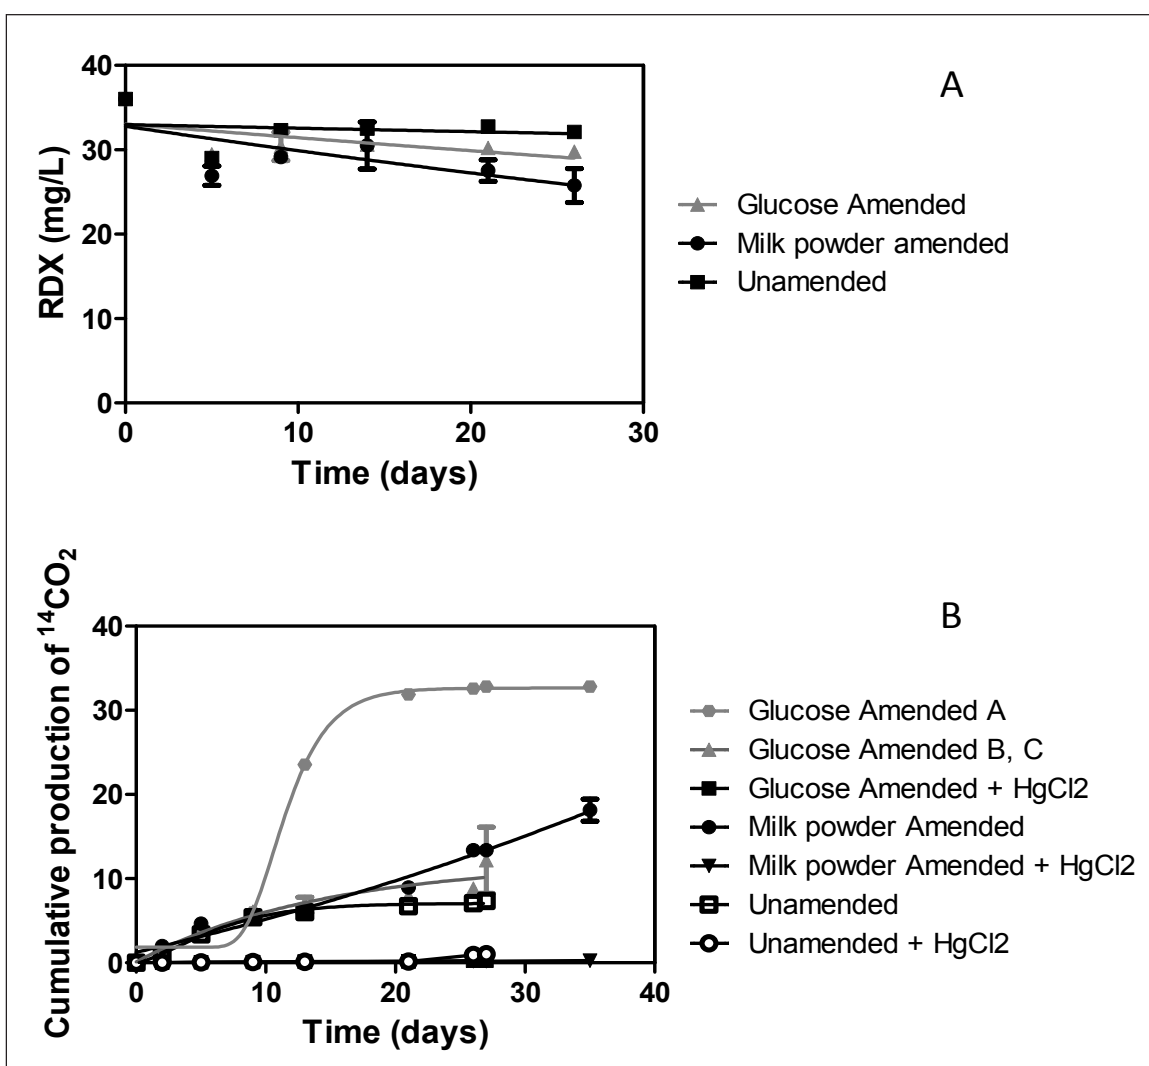 A
40
30
20
10
0
RDX (mg/L)
0 10 20 30
Time (days)
Glucose Amended
Milk powder amended
Unamended
B
40
30
20
10
0
Cumulative production of ¹⁴CO₂
0 10 20 30 40
Time (days)
Glucose Amended A
Glucose Amended B, C
Glucose Amended + HgCl2
Milk powder Amended
Milk powder Amended + HgCl2
Unamended
Unamended + HgCl2